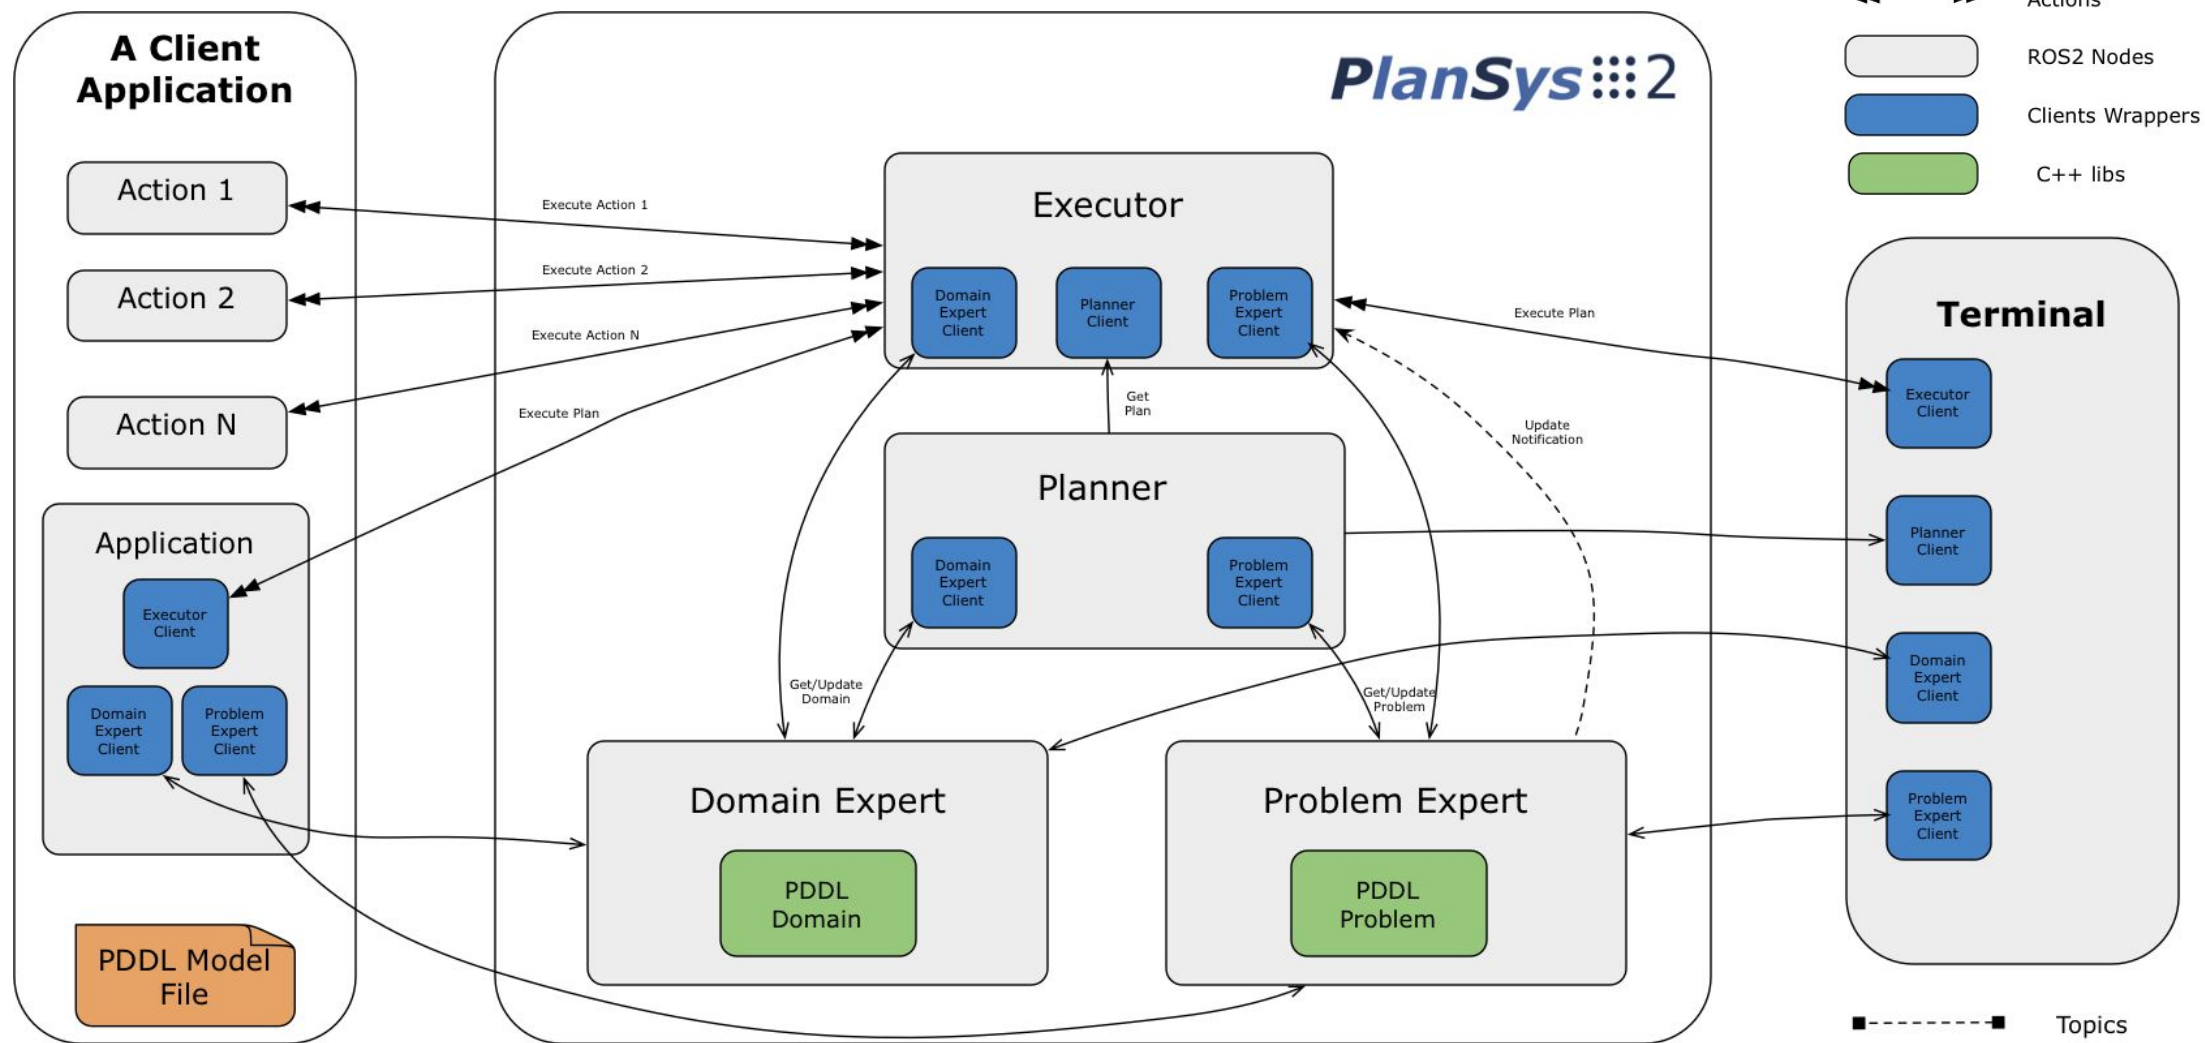 A Client
Application
Action 1
Action 2
Action N
Application
Executor
Client
Domain
Expert
Client
Problem
Expert
Client
PDDL Model
File
Execute Action 1
Execute Action 2
Execute Action N
Execute Plan
PlanSys 2
Executor
Domain
Expert
Client
Planner
Client
Problem
Expert
Client
Get
Plan
Planner
Domain
Expert
Client
Problem
Expert
Client
Get/Update
Domain
Get/Update
Problem
Domain Expert
PDDL
Domain
Problem Expert
PDDL
Problem
Execute Plan
Update
Notification
Actions
ROS2 Nodes
Clients Wrappers
C++ libs
Terminal
Executor
Client
Planner
Client
Domain
Expert
Client
Problem
Expert
Client
Topics